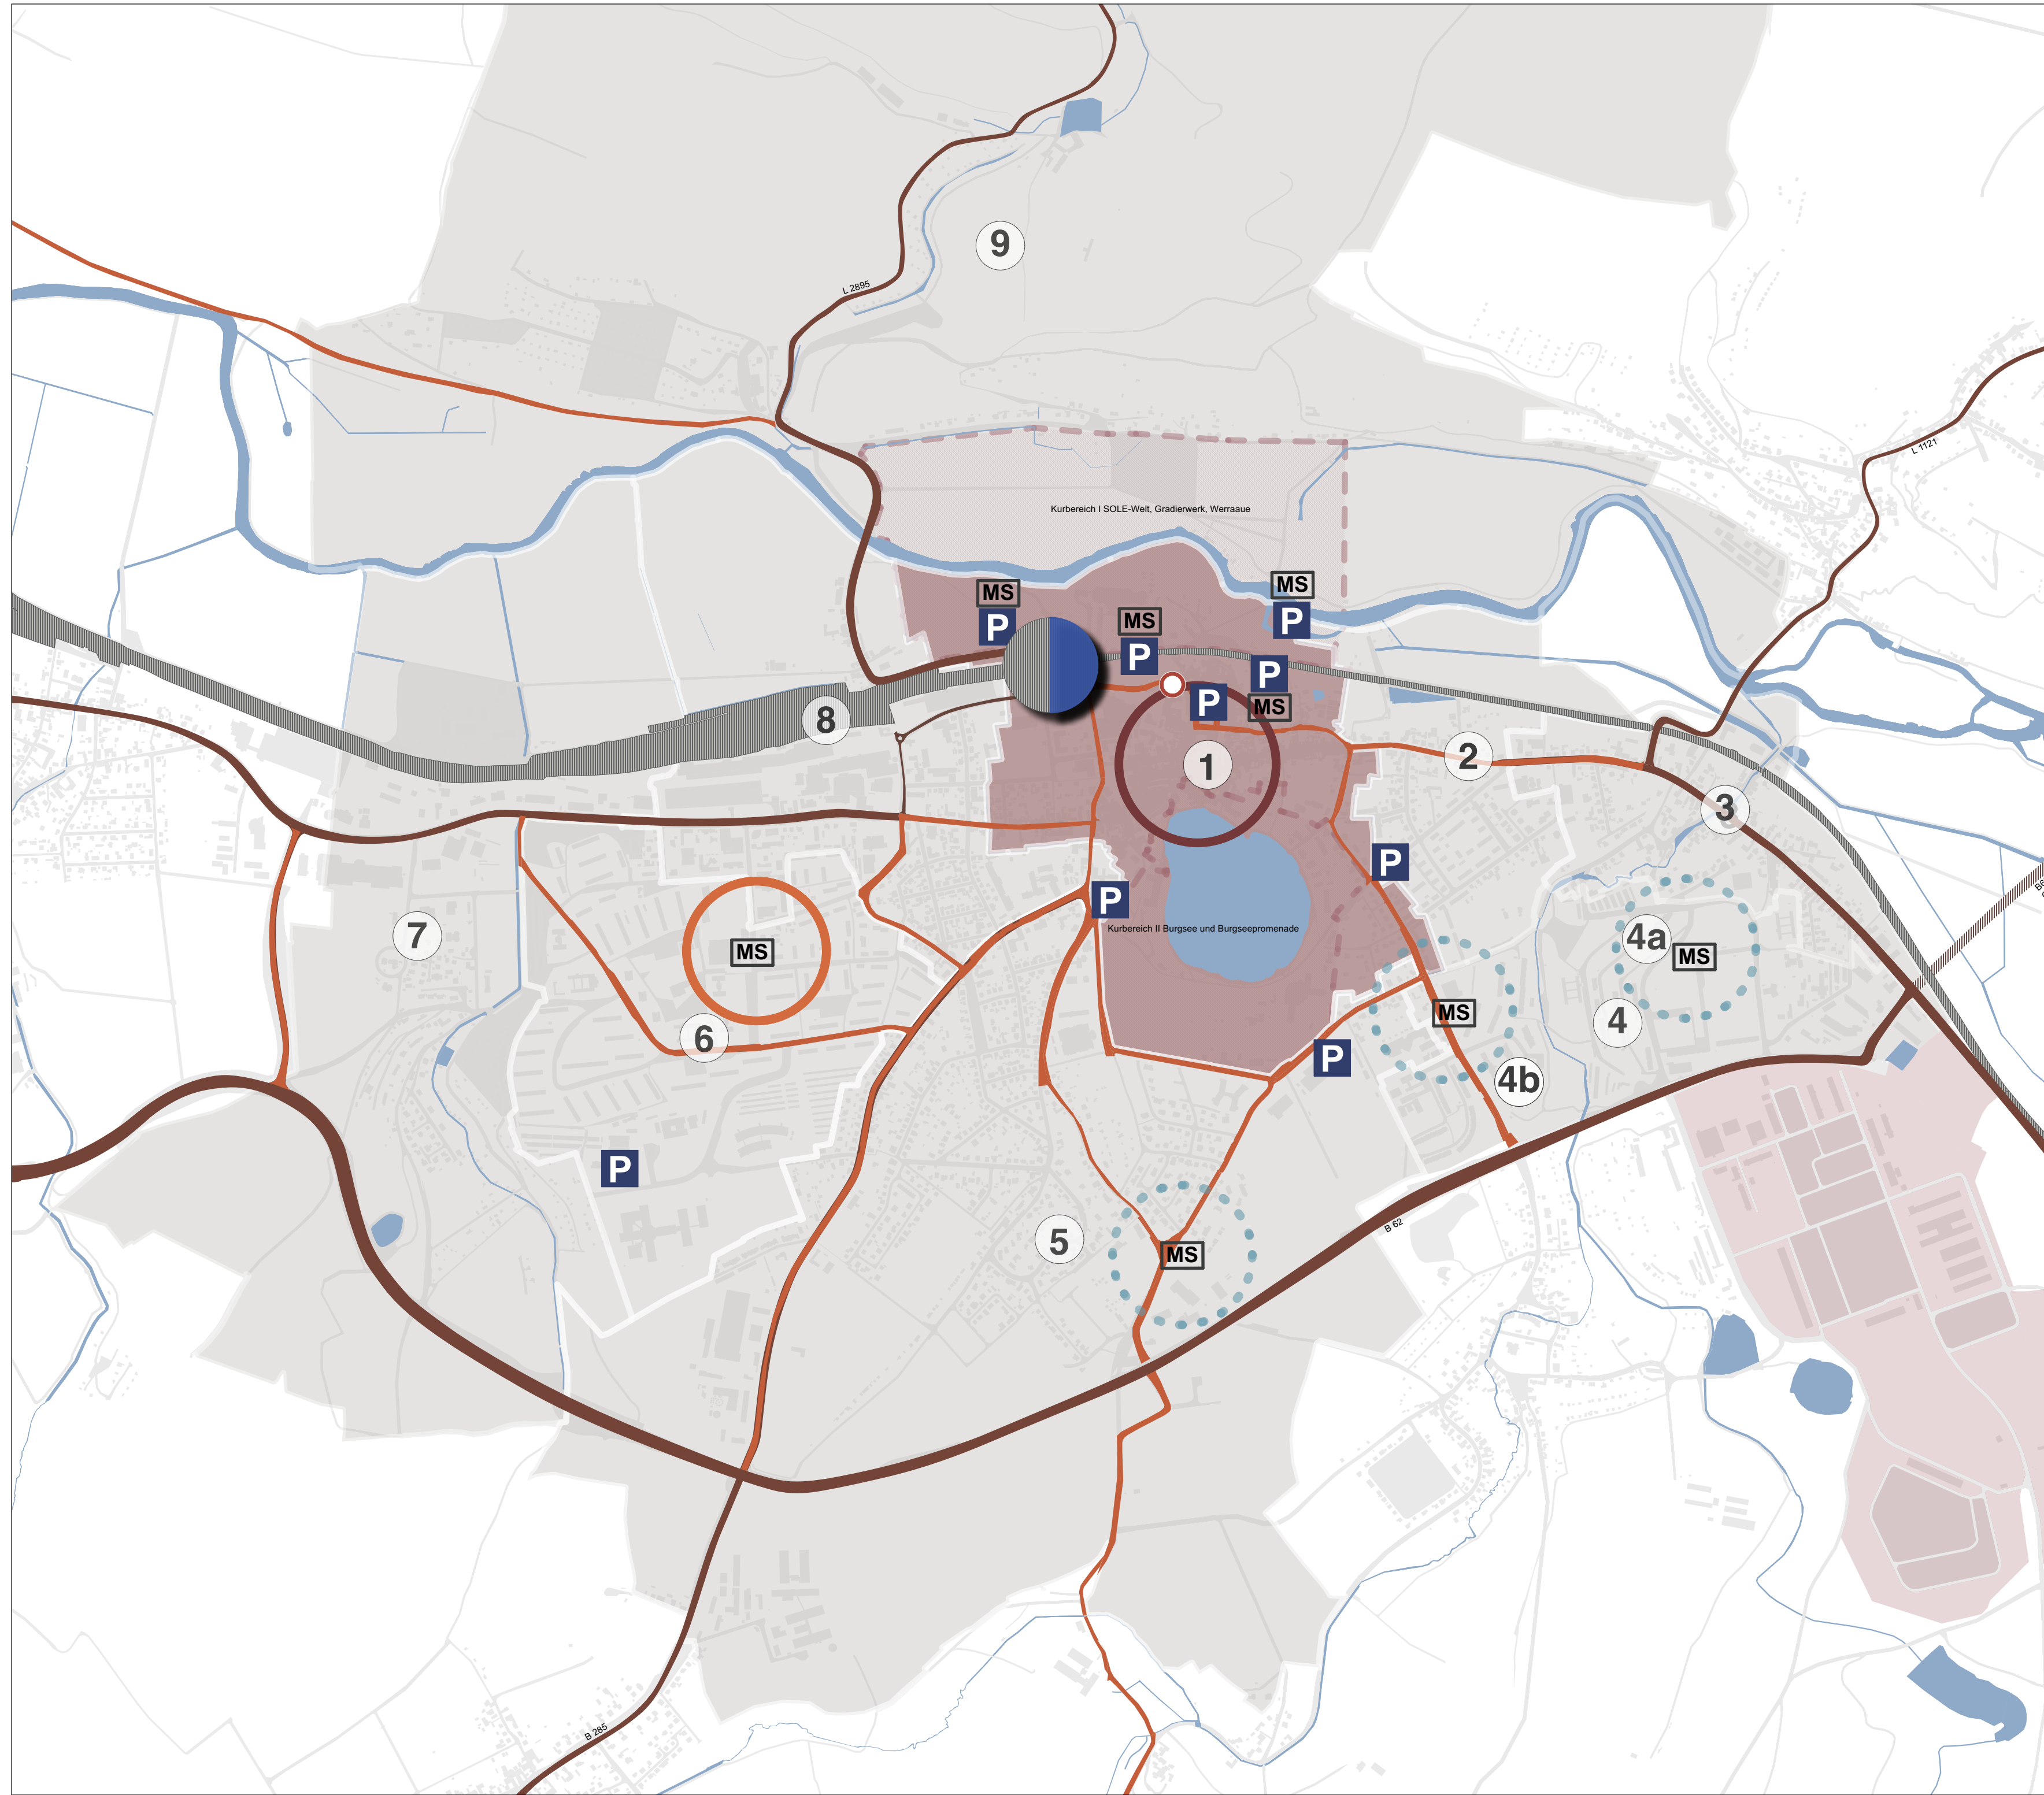 9
L 2895
L 1121
Kurbereich I SOLE-Welt, Gradierwerk, Werraaue
MS
MS
P
MS
P
P
P
P
MS
8
1
2
3
P
P
Kurbereich II Burgsee und Burgseepromenade
7
MS
4a
MS
MS
4
6
P
4b
P
5
MS
B 62
B 285